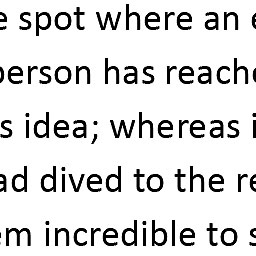 e spot where an e
person has reache
s idea; whereas i
ad dived to the re
em incredible to s